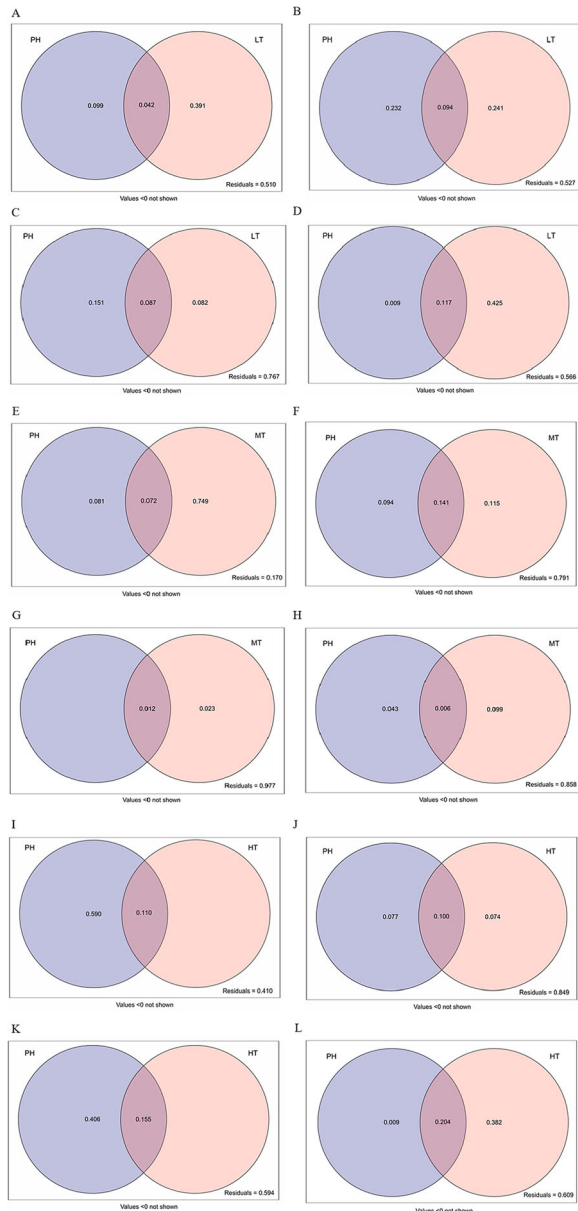 A
PH LT
0.099 0.042 0.391
Residuals = 0.510
Values <0 not shown
B
PH LT
0.232 0.094 0.241
Residuals = 0.527
Values <0 not shown
C
PH LT
0.151 0.087 0.082
Residuals = 0.767
Values <0 not shown
D
PH LT
0.009 0.117 0.425
Residuals = 0.566
Values <0 not shown
E
PH MT
0.081 0.072 0.749
Residuals = 0.170
Values <0 not shown
F
PH MT
0.094 0.141 0.115
Residuals = 0.791
Values <0 not shown
G
PH MT
0.012 0.023
Residuals = 0.977
Values <0 not shown
H
PH MT
0.043 0.006 0.099
Residuals = 0.858
Values <0 not shown
I
PH HT
0.590 0.110
Residuals = 0.410
Values <0 not shown
J
PH HT
0.077 0.100 0.074
Residuals = 0.849
Values <0 not shown
K
PH HT
0.406 0.155
Residuals = 0.594
Values <0 not shown
L
PH HT
0.009 0.204 0.382
Residuals = 0.609
Values <0 not shown